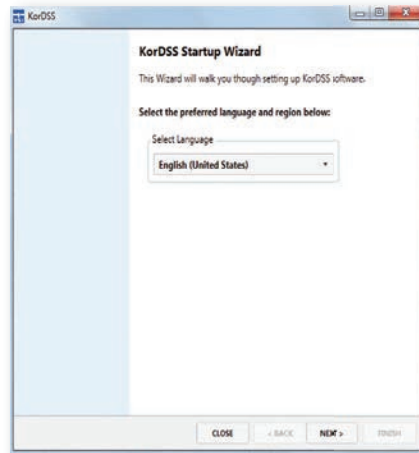 KorDSS
KorDSS Startup Wizard
This Wizard will walk you though setting up KorDSS software.
Select the preferred language and region below:
Select Language
English (United States)
CLOSE
< BACK
NEXT >
FINISH